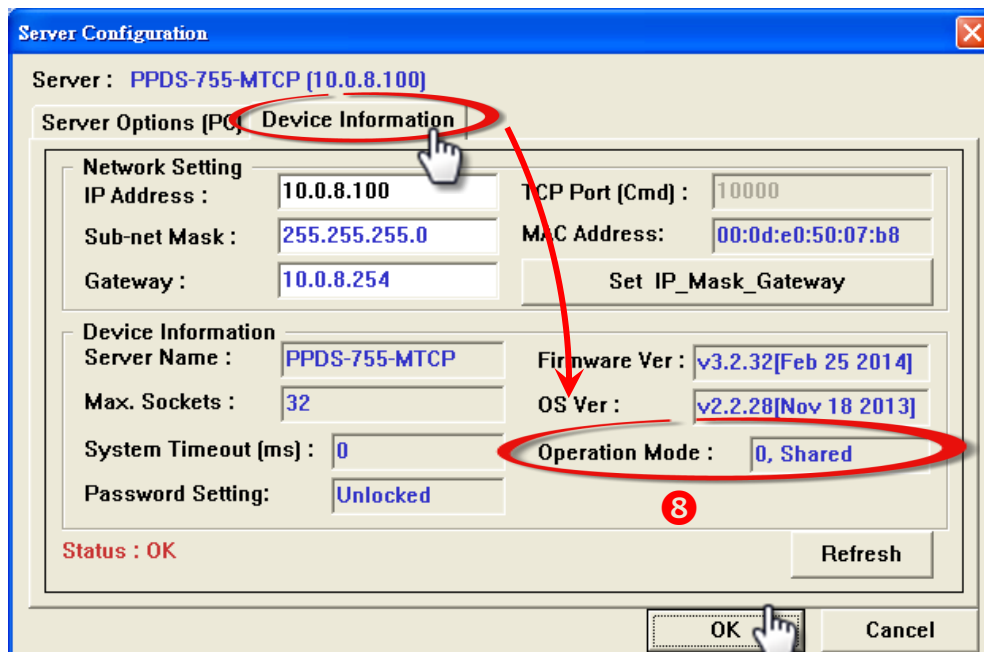 Server Configuration
Server : PPDS-755-MTCP (10.0.8.100)
Server Options (PC) Device Information
Network Setting
IP Address : 10.0.8.100 TCP Port (Cmd) : 10000
Sub-net Mask : 255.255.255.0 MAC Address: 00:0d:e0:50:07:b8
Gateway : 10.0.8.254 Set IP_Mask_Gateway
Device Information
Server Name : PPDS-755-MTCP Firmware Ver : v3.2.32[Feb 25 2014]
Max. Sockets : 32 OS Ver : v2.2.28[Nov 18 2013]
System Timeout (ms) : 0 Operation Mode : 0, Shared
Password Setting: Unlocked
8
Status : OK Refresh
OK Cancel